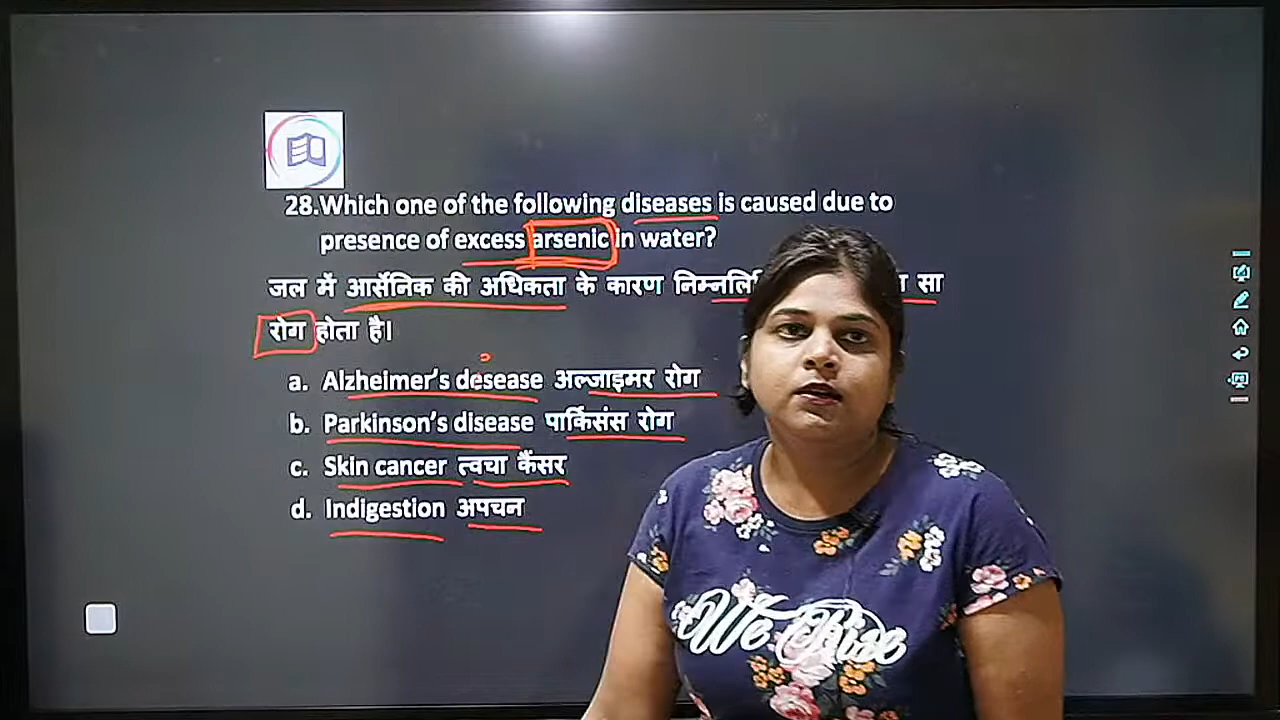 28.Which one of the following diseases is caused due to
presence of excess arsenic in water?
जल में आर्सेनिक की अधिकता के कारण सा
रोग होता है।
a. Alzheimer's desease अल्जाइमर रोग
b. Parkinson's disease पार्किसंस रोग
c. Skin cancer त्वचा कैंसर
d. Indigestion अपचन
We